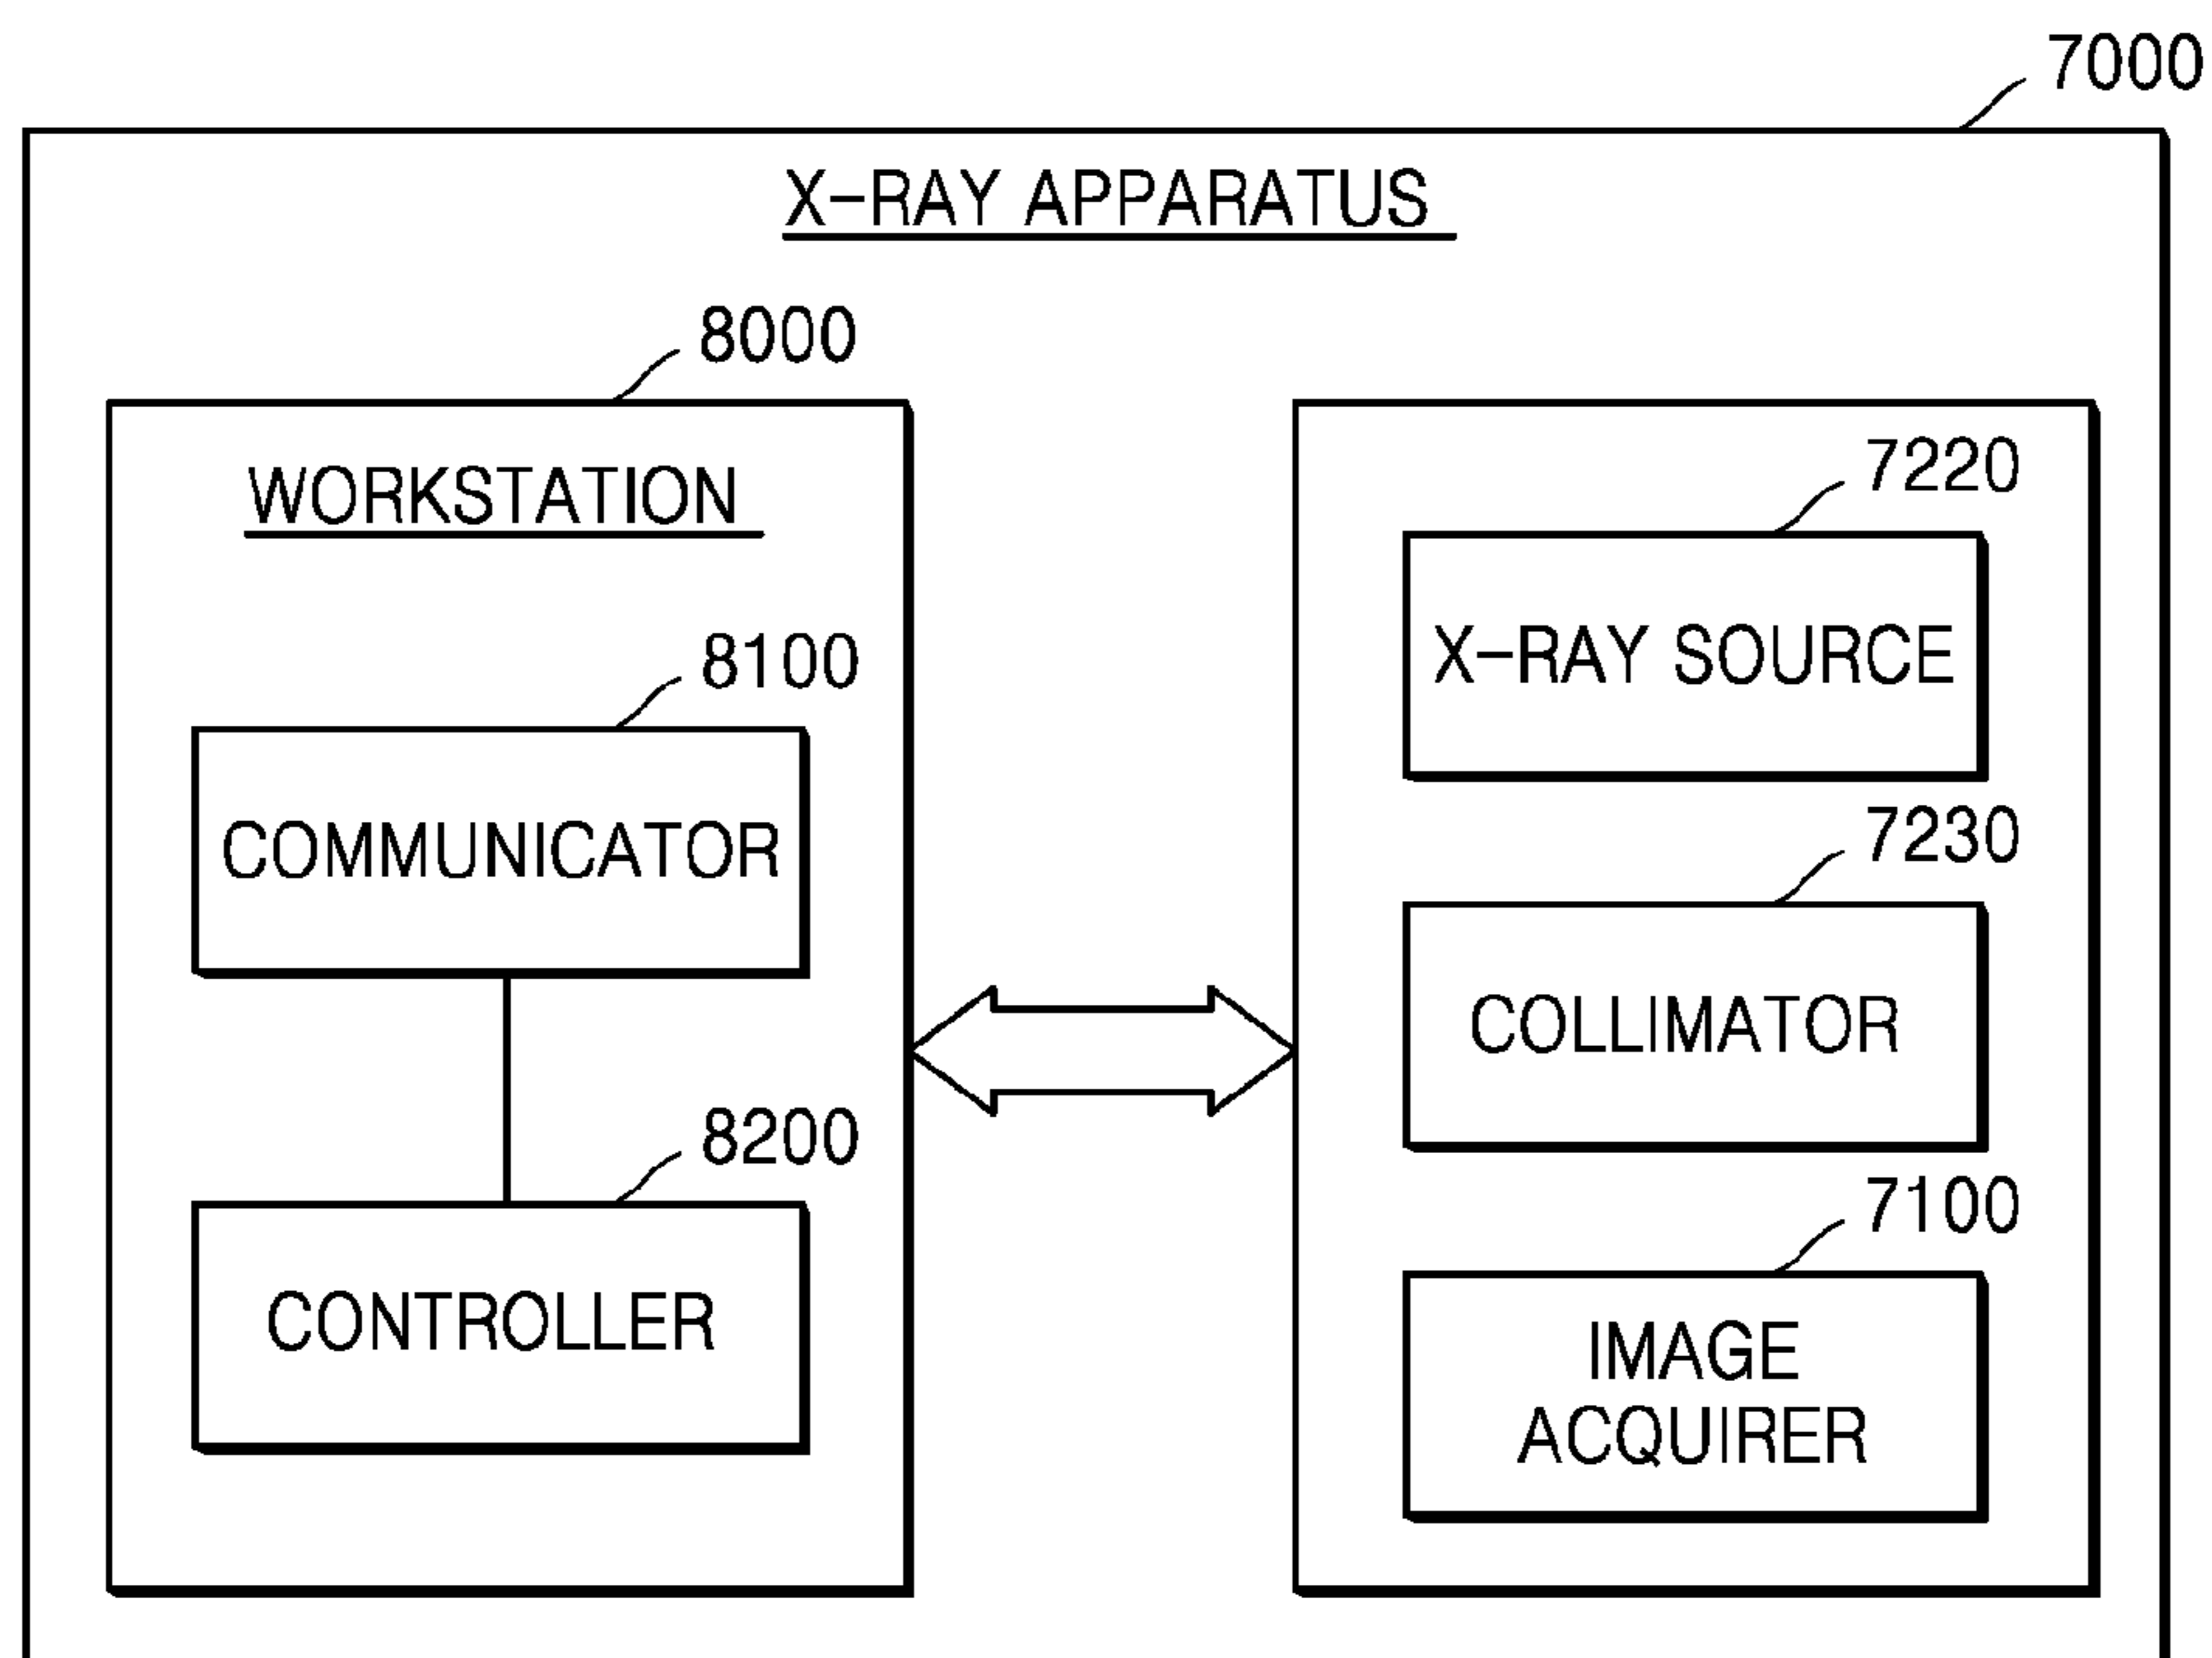 7000
X-RAY APPARATUS
8000
WORKSTATION
8100
COMMUNICATOR
8200
CONTROLLER
7220
X-RAY SOURCE
7230
COLLIMATOR
7100
IMAGE
ACQUIRER